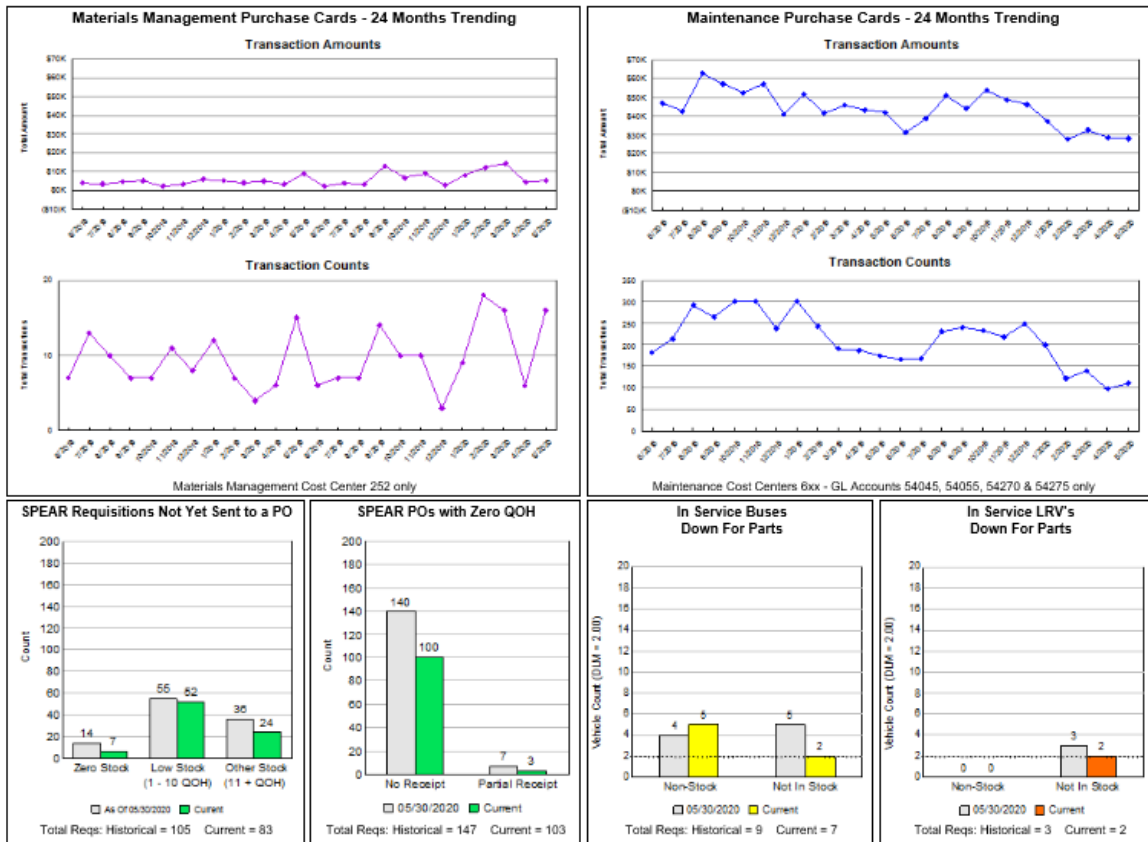 Materials Management Purchase Cards - 24 Months Trending
Transaction Amounts
$70K
$60K
$50K
$40K
$30K
$20K
$10K
$0K
($10)K
Total Amount
Transaction Counts
20
10
0
Total Transactions
Materials Management Cost Center 252 only
Maintenance Purchase Cards - 24 Months Trending
Transaction Amounts
$70K
$60K
$50K
$40K
$30K
$20K
$10K
$0K
($10)K
Total Amount
Transaction Counts
350
300
250
200
150
100
50
0
Total Transactions
Maintenance Cost Centers 6xx - GL Accounts 54045, 54055, 54270 & 54275 only
SPEAR Requisitions Not Yet Sent to a PO
200
180
160
140
120
100
80
60
40
20
0
Count
14
7
55
52
36
24
Zero Stock
Low Stock
(1 - 10 QOH)
Other Stock
(11 + QOH)
As Of 05/30/2020 Current
Total Reqs: Historical = 105 Current = 83
SPEAR POs with Zero QOH
200
180
160
140
120
100
80
60
40
20
0
Count
140
100
7
3
No Receipt
Partial Receipt
05/30/2020 Current
Total Reqs: Historical = 147 Current = 103
In Service Buses
Down For Parts
20
18
16
14
12
10
8
6
4
2
0
Vehicle Count (DLM = 2.00)
4
5
5
2
Non-Stock
Not In Stock
05/30/2020 Current
Total Reqs: Historical = 9 Current = 7
In Service LRV's
Down For Parts
20
18
16
14
12
10
8
6
4
2
0
Vehicle Count (DLM = 2.00)
0
0
3
2
Non-Stock
Not In Stock
05/30/2020 Current
Total Reqs: Historical = 3 Current = 2